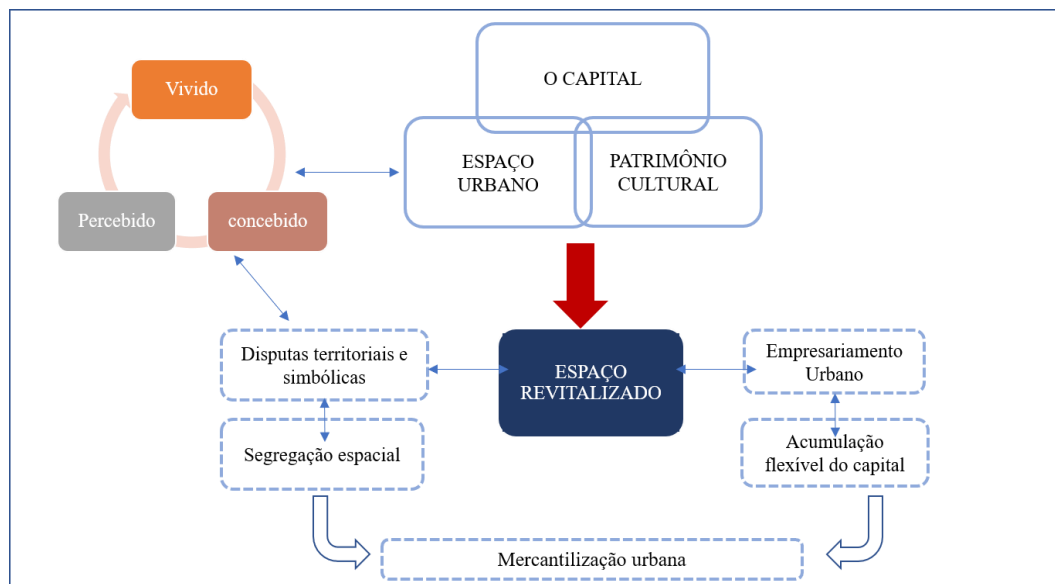 Vivido
Percebido
concebido
O CAPITAL
ESPAÇO
URBANO
PATRIMÔNIO
CULTURAL
Disputas territoriais e
simbólicas
ESPAÇO
REVITALIZADO
Empresariamento
Urbano
Segregação espacial
Acumulação
flexível do capital
Mercantilização urbana